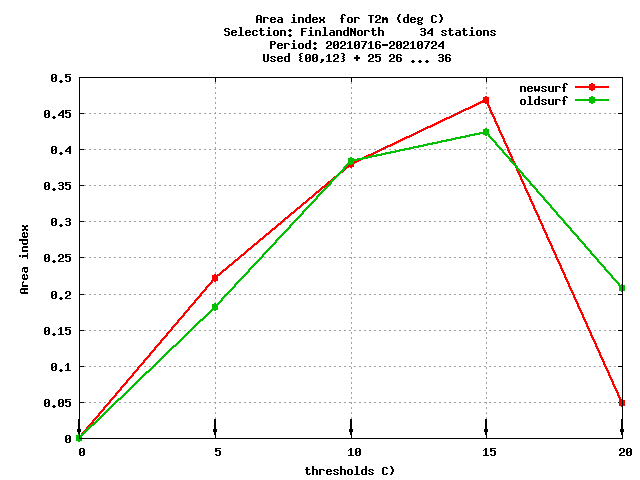 Area index  for T2m (deg C)
Selection: FinlandNorth     34 stations
Period: 20210716-20210724
Used {00,12} + 25 26 ... 36
0.5
0.45
0.4
0.35
0.3
0.25
0.2
0.15
0.1
0.05
0
Area index
newsurf
oldsurf
0 5 10 15 20
thresholds C)